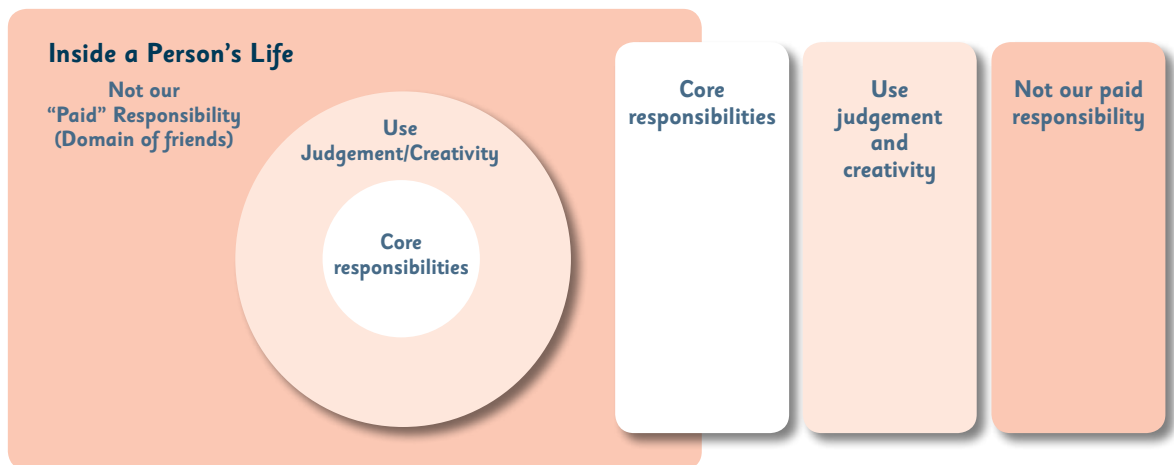 Inside a Person's Life
Not our
“Paid” Responsibility
(Domain of friends)
Use
Judgement/Creativity
Core
responsibilities
Core
responsibilities
Use
judgement
and
creativity
Not our paid
responsibility